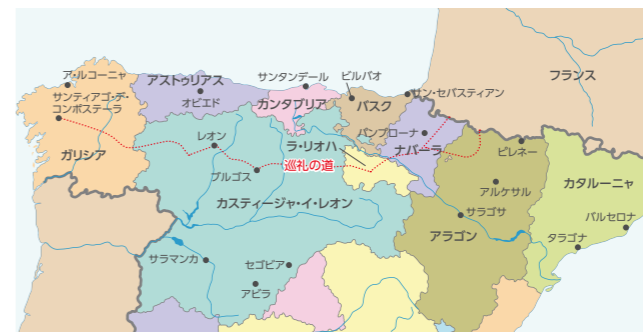 フランス
ア・ルコーニャ
アストゥリアス
サンタンデール
ビルバオ
サン・セバスティアン
サンティアゴ・デ・
コンポステーラ
オビエド
カンタブリア
バスク
ガリシア
レオン
ラ・リオハ
パンプローナ
ナバーラ
ピレネー
ブルゴス
巡礼の道
カタルーニャ
アルケサル
カスティージャ・イ・レオン
サラゴサ
バルセロナ
アラゴン
タラゴナ
サラマンカ
セゴビア
アビラ